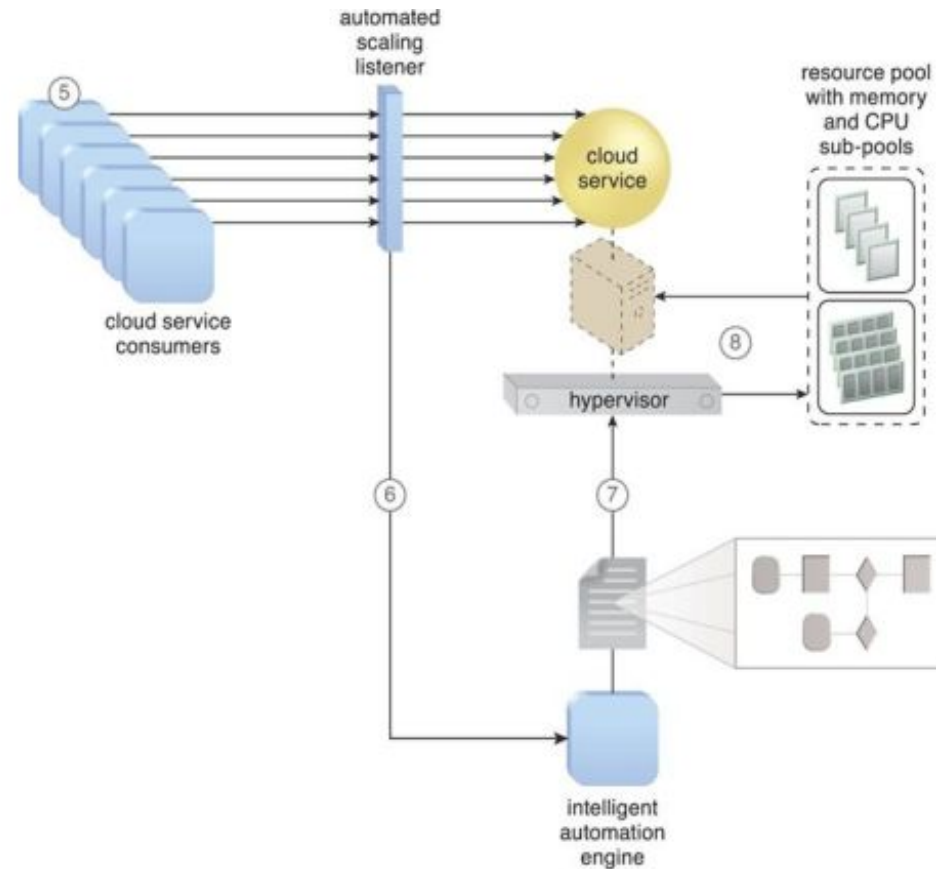 automated
scaling
listener
5
resource pool
with memory
and CPU
sub-pools
cloud
service
cloud service
consumers
8
hypervisor
6
7
intelligent
automation
engine